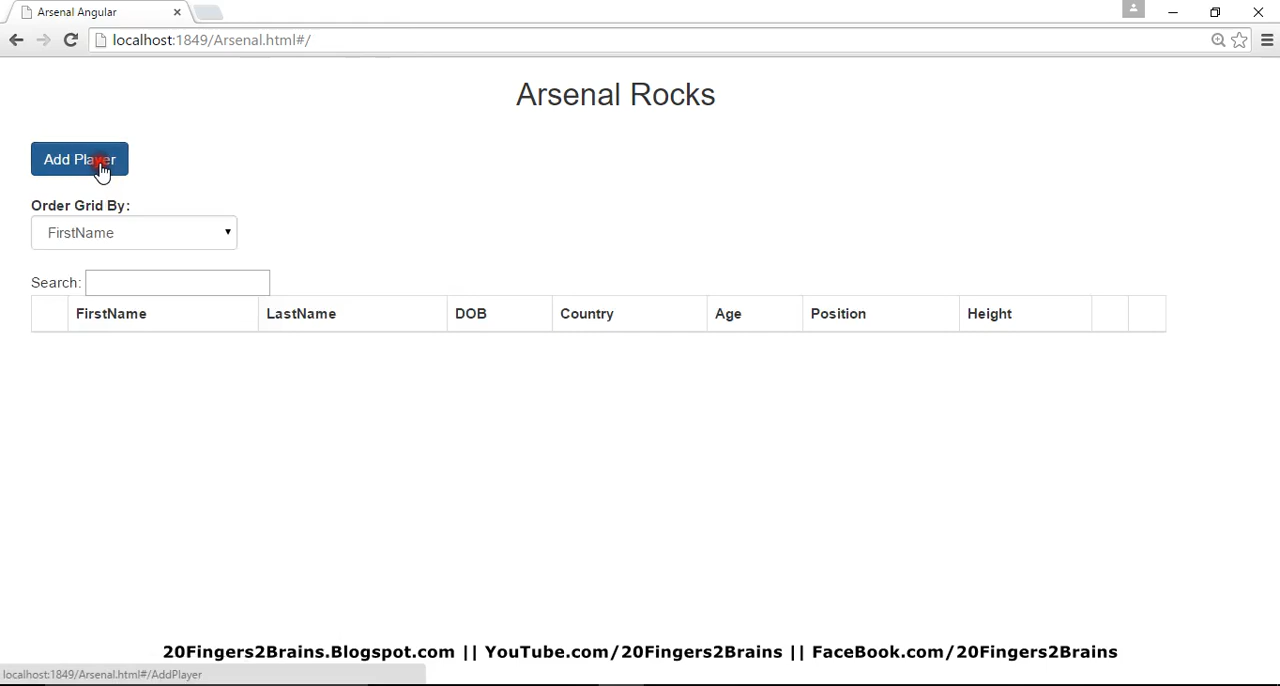 Arsenal Angular
localhost:1849/Arsenal.html#/
Arsenal Rocks
Add Player
Order Grid By:
FirstName
Search:
FirstName LastName DOB Country Age Position Height
20Fingers2Brains.Blogspot.com || YouTube.com/20Fingers2Brains || FaceBook.com/20Fingers2Brains
localhost:1849/Arsenal.html#/AddPlayer